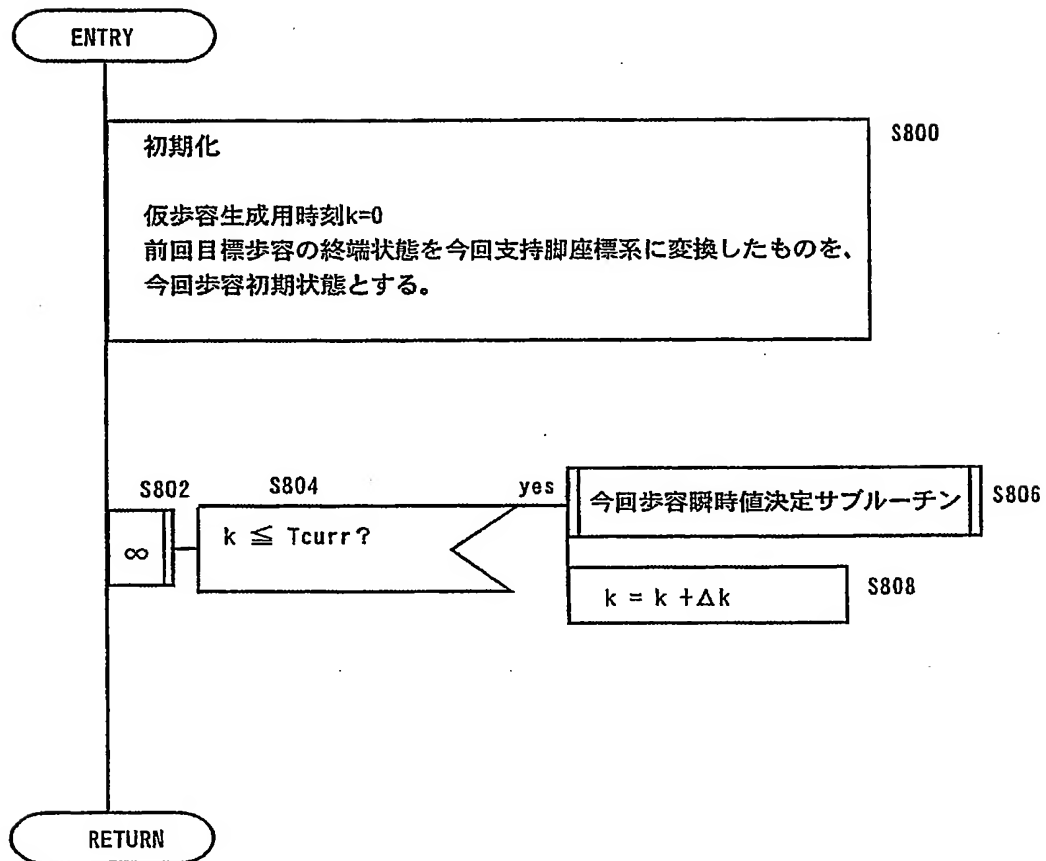 ENTRY
S800
初期化
仮歩容生成用時刻k=0
前回目標歩容の終端状態を今回支持脚座標系に変換したものを、
今回歩容初期状態とする。
S802
∞
S804
k ≦ Tcurr?
yes
今回歩容瞬時値決定サブルーチン
S806
k = k +Δk
S808
RETURN